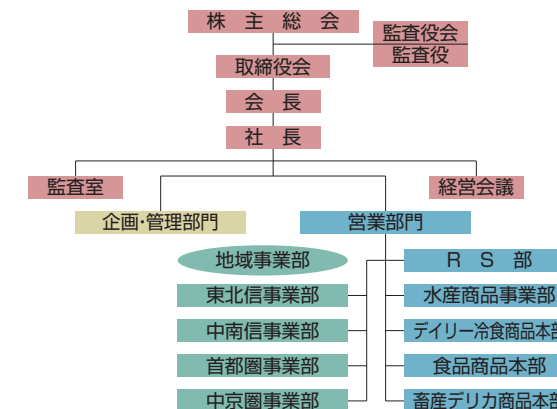 株主総会
監査役会
監査役
取締役会
会長
社長
監査室
経営会議
企画・管理部門
営業部門
地域事業部
東北信事業部
中南信事業部
首都圏事業部
中京圏事業部
RS部
水産商品事業部
デイリー冷食商品本部
食品商品本部
畜産デリカ商品本部